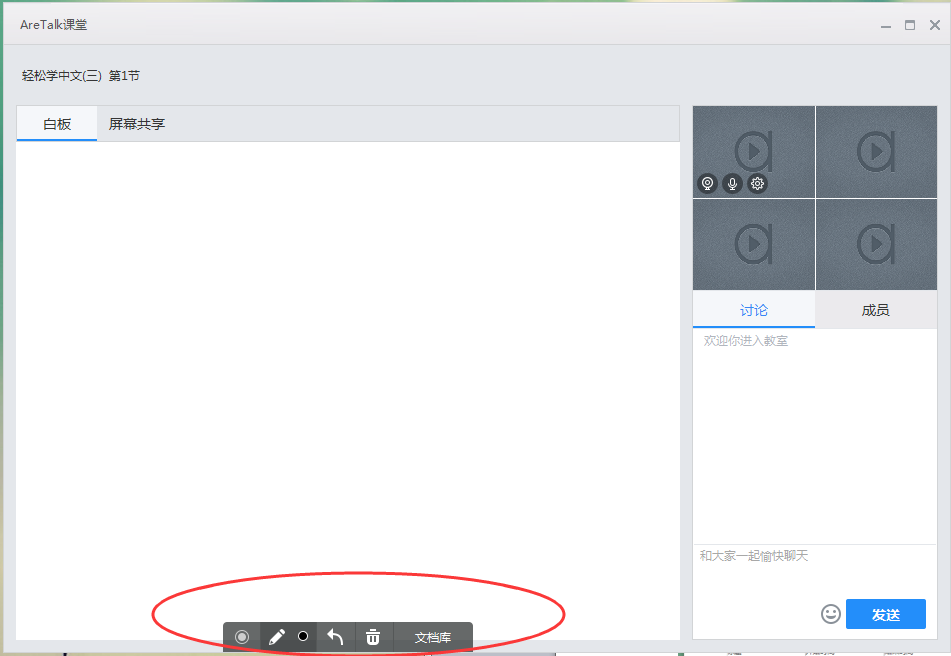 AreTalk课堂
轻松学中文(三) 第1节
白板 屏幕共享
讨论 成员
欢迎你进入教室
和大家一起愉快聊天
发送
文档库